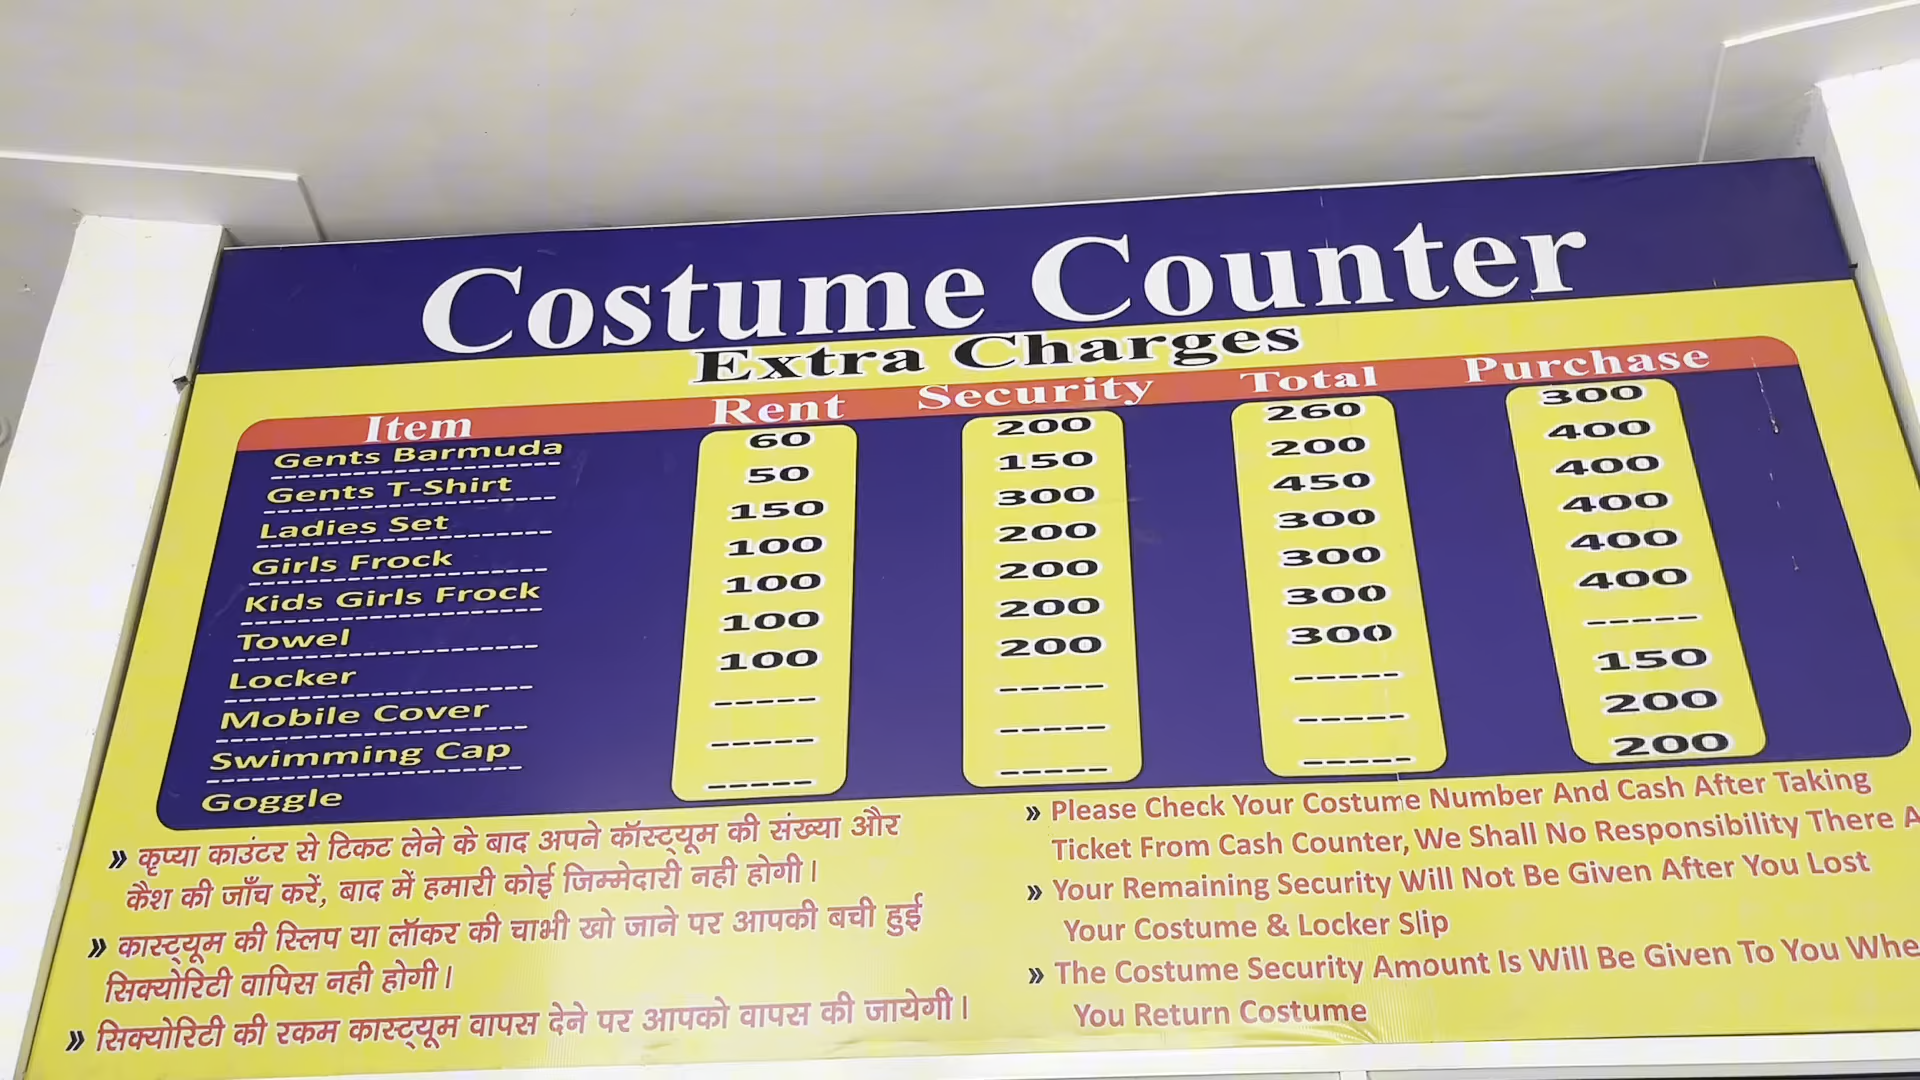 Costume Counter
Extra Charges
Item Rent Security Total Purchase
Gents Barmuda 60 200 260 300
Gents T-Shirt 50 150 200 400
Ladies Set 150 300 450 400
Girls Frock 100 200 300 400
Kids Girls Frock 100 200 300 400
Towel 100 200 300 400
Locker 100 200 300 -----
Mobile Cover ----- ----- ----- 150
Swimming Cap ----- ----- ----- 200
Goggle ----- ----- ----- 200
» कृप्या काउंटर से टिकट लेने के बाद अपने कॉस्ट्यूम की संख्या और
कैश की जाँच करें, बाद में हमारी कोई जिम्मेदारी नही होगी।
» कास्ट्यूम की स्लिप या लॉकर की चाभी खो जाने पर आपकी बची हुई
सिक्योरिटी वापिस नही होगी।
» सिक्योरिटी की रकम कास्ट्यूम वापस देने पर आपको वापस की जायेगी।
» Please Check Your Costume Number And Cash After Taking
Ticket From Cash Counter, We Shall No Responsibility There A
» Your Remaining Security Will Not Be Given After You Lost
Your Costume & Locker Slip
» The Costume Security Amount Is Will Be Given To You Whe
You Return Costume